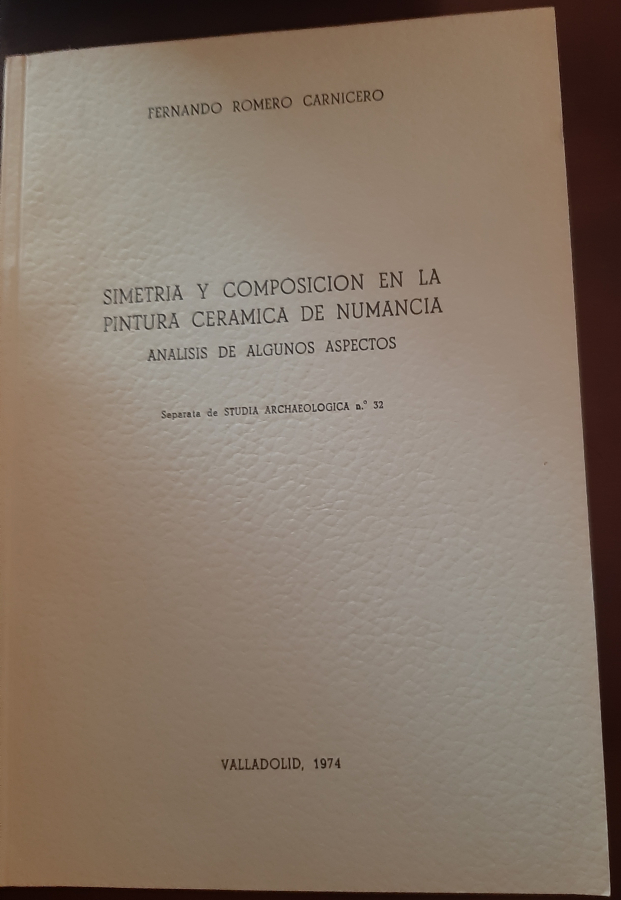 FERNANDO ROMERO CARNICERO
SIMETRIA Y COMPOSICION EN LA
PINTURA CERAMICA DE NUMANCIA
ANALISIS DE ALGUNOS ASPECTOS
Separata de STUDIA ARCHAEOLOGICA n.º 32
VALLADOLID, 1974